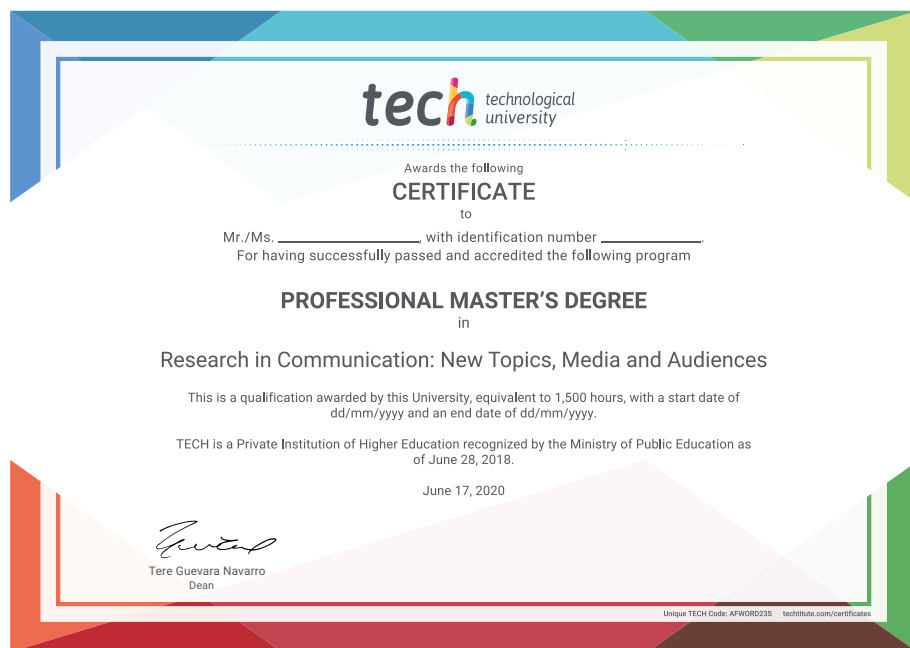 tech technological
university
Awards the following
CERTIFICATE
to
Mr./Ms. ____________________, with identification number ______________.
For having successfully passed and accredited the following program
PROFESSIONAL MASTER'S DEGREE
in
Research in Communication: New Topics, Media and Audiences
This is a qualification awarded by this University, equivalent to 1,500 hours, with a start date of
dd/mm/yyyy and an end date of dd/mm/yyyy.
TECH is a Private Institution of Higher Education recognized by the Ministry of Public Education as
of June 28, 2018.
June 17, 2020
Tere Guevara Navarro
Dean
Unique TECH Code: AFWORD23S techtitute.com/certificates